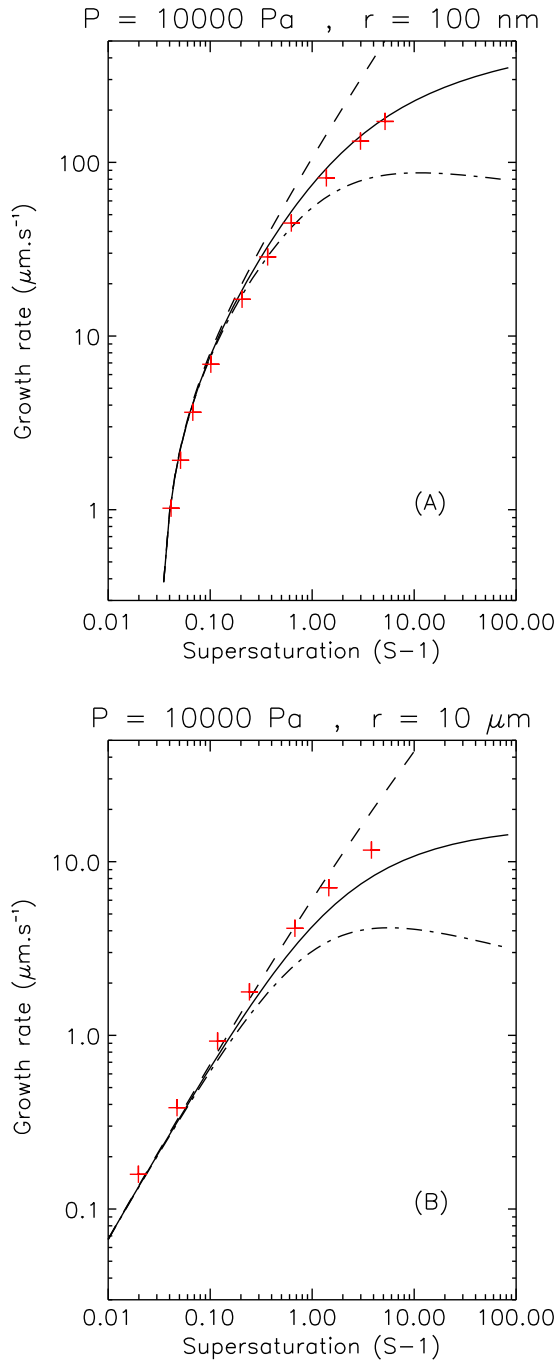 P = 10000 Pa , r = 100 nm
Growth rate (μm.s⁻¹)
100
10
1
(A)
0.01 0.10 1.00 10.00 100.00
Supersaturation (S−1)
P = 10000 Pa , r = 10 μm
Growth rate (μm.s⁻¹)
10.0
1.0
0.1
(B)
0.01 0.10 1.00 10.00 100.00
Supersaturation (S−1)